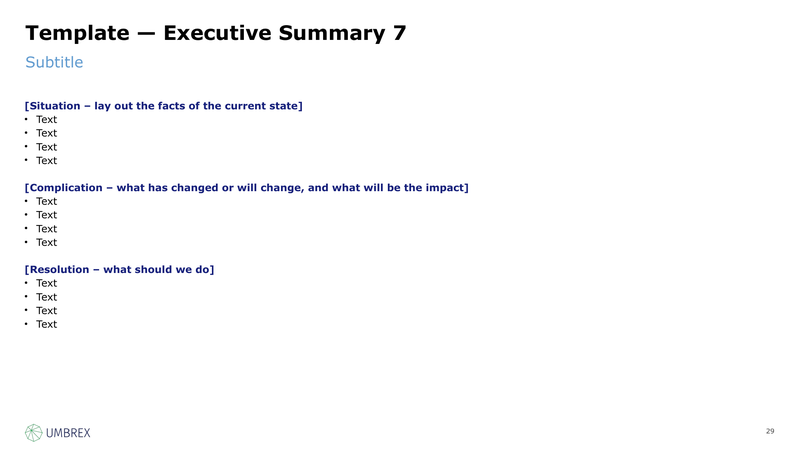 Template — Executive Summary 7
Subtitle
[Situation – lay out the facts of the current state]
• Text
• Text
• Text
• Text
[Complication – what has changed or will change, and what will be the impact]
• Text
• Text
• Text
• Text
[Resolution – what should we do]
• Text
• Text
• Text
• Text
UMBREX
29